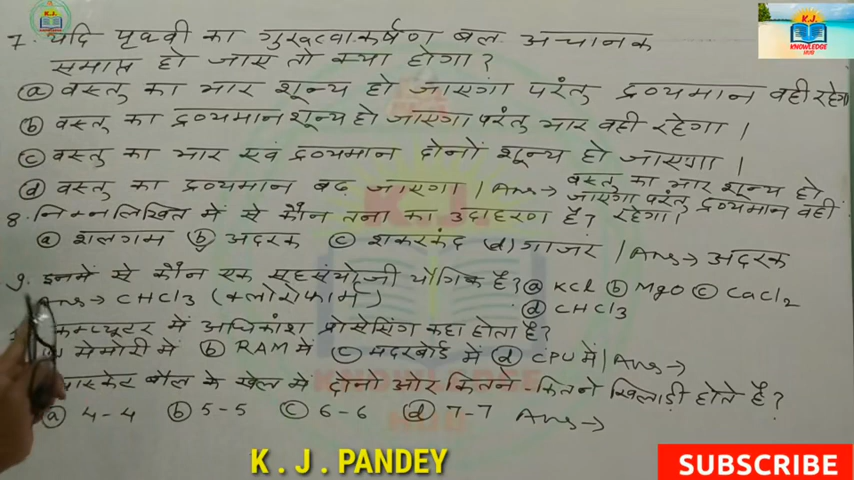 K.J.
KNOWLEDGE
HUB
7. यदि पृथ्वी का गुरुत्वाकर्षण बल अचानक
समाप्त हो जाए तो क्या होगा?
(a) वस्तु का भार शून्य हो जाएगा परंतु द्रव्यमान वही रहेगा
(b) वस्तु का द्रव्यमान शून्य हो जाएगा परंतु भार वही रहेगा।
(c) वस्तु का भार एवं द्रव्यमान दोनों शून्य हो जाएगा।
(d) वस्तु का द्रव्यमान बढ़ जाएगा। Ans→ वस्तु का भार शून्य हो
जाएगा परंतु द्रव्यमान वही
रहेगा।
8. निम्नलिखित में से कौन तना का उदाहरण है?
(a) शलगम (b) अदरक (c) शकरकंद (d) गाजर। Ans→ अदरक
9. इनमें से कौन एक सहसंयोजी यौगिक है? (a) KCl (b) MgO (c) CaCl2
(d) CHCl3
Ans→ CHCl3 (क्लोरोफार्म)
कम्प्यूटर में अधिकांश प्रोसेसिंग कहा होता है?
मेमोरी में (b) RAM में (c) मदरबोर्ड में (d) CPU में। Ans→
बास्केट बौल के खेल में दोनो ओर कितने-कितने खिलाड़ी होते है?
(a) 4-4 (b) 5-5 (c) 6-6 (d) 7-7 Ans→
K . J . PANDEY
SUBSCRIBE